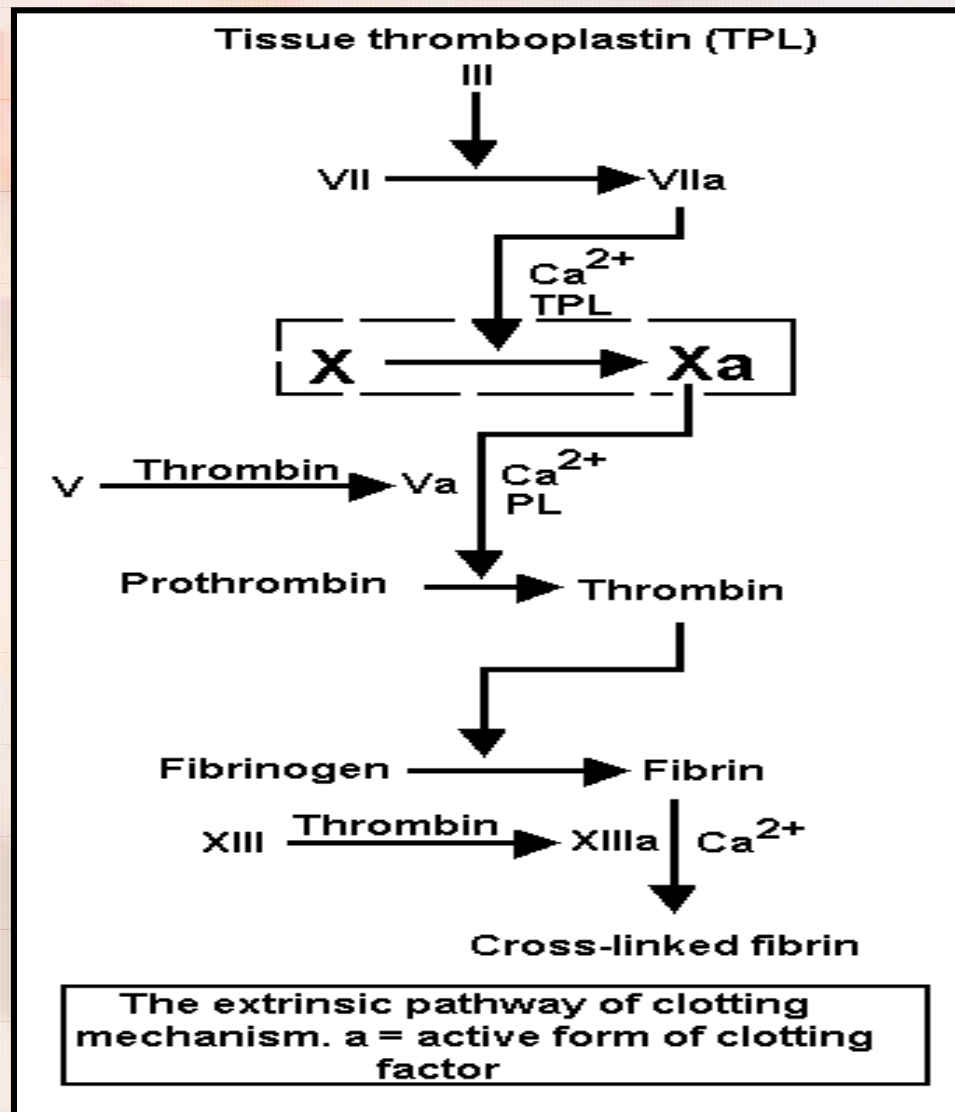 Tissue thromboplastin (TPL)
III
VII VIIa
Ca2+
TPL
X Xa
V Thrombin Va
Ca2+
PL
Prothrombin Thrombin
Fibrinogen Fibrin
XIII Thrombin XIIIa Ca2+
Cross-linked fibrin
The extrinsic pathway of clotting
mechanism. a = active form of clotting
factor